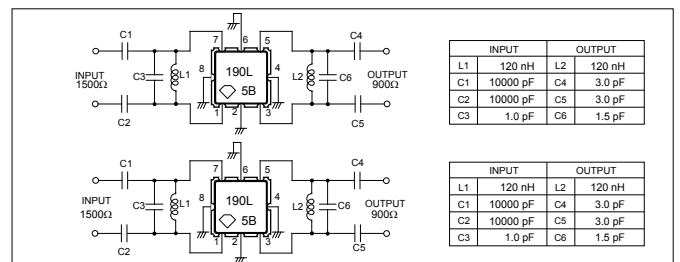 C1
7
6
5
C4
INPUT
1500Ω
C3
L1
8
190L
5B
4
L2
C6
OUTPUT
900Ω
1
2
3
C2
C5
INPUT OUTPUT
L1 120 nH L2 120 nH
C1 10000 pF C4 3.0 pF
C2 10000 pF C5 3.0 pF
C3 1.0 pF C6 1.5 pF
C1
7
6
5
C4
INPUT
1500Ω
C3
L1
8
190L
5B
4
L2
C6
OUTPUT
900Ω
1
2
3
C2
C5
INPUT OUTPUT
L1 120 nH L2 120 nH
C1 10000 pF C4 3.0 pF
C2 10000 pF C5 3.0 pF
C3 1.0 pF C6 1.5 pF